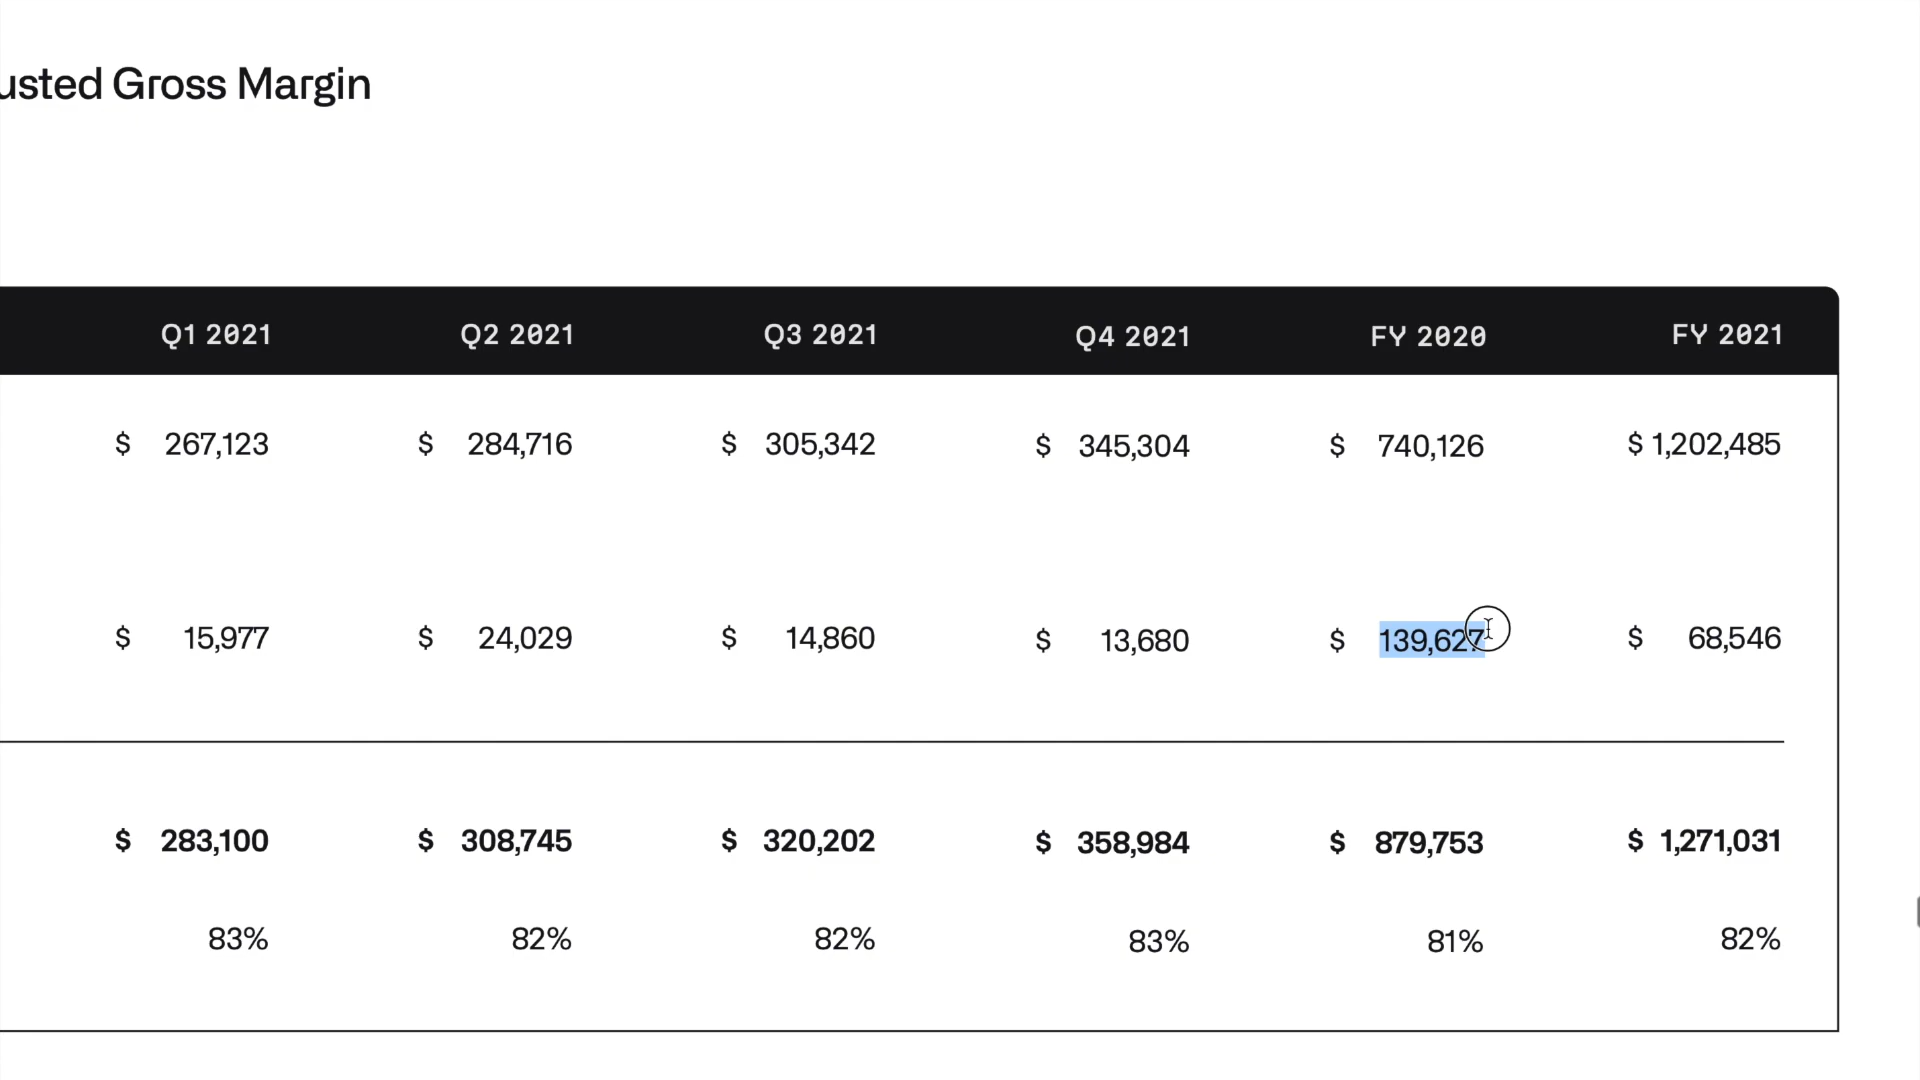 usted Gross Margin
Q1 2021 Q2 2021 Q3 2021 Q4 2021 FY 2020 FY 2021
$ 267,123 $ 284,716 $ 305,342 $ 345,304 $ 740,126 $ 1,202,485
$ 15,977 $ 24,029 $ 14,860 $ 13,680 $ 139,627 $ 68,546
$ 283,100 $ 308,745 $ 320,202 $ 358,984 $ 879,753 $ 1,271,031
83% 82% 82% 83% 81% 82%